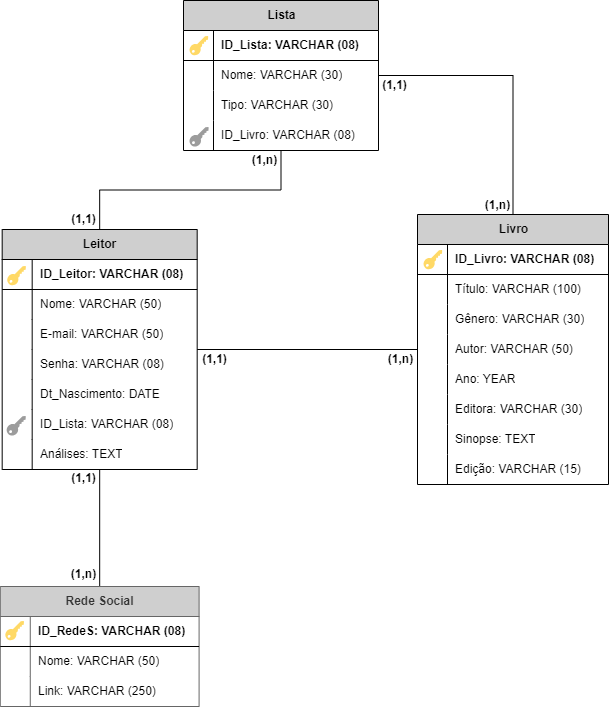 Lista
ID_Lista: VARCHAR (08)
Nome: VARCHAR (30)
Tipo: VARCHAR (30)
ID_Livro: VARCHAR (08)
(1,1)
(1,n)
(1,n)
(1,1)
Livro
ID_Livro: VARCHAR (08)
Título: VARCHAR (100)
Gênero: VARCHAR (30)
Autor: VARCHAR (50)
Ano: YEAR
Editora: VARCHAR (30)
Sinopse: TEXT
Edição: VARCHAR (15)
Leitor
ID_Leitor: VARCHAR (08)
Nome: VARCHAR (50)
E-mail: VARCHAR (50)
Senha: VARCHAR (08)
Dt_Nascimento: DATE
ID_Lista: VARCHAR (08)
Análises: TEXT
(1,1)
(1,n)
(1,1)
(1,n)
Rede Social
ID_RedeS: VARCHAR (08)
Nome: VARCHAR (50)
Link: VARCHAR (250)